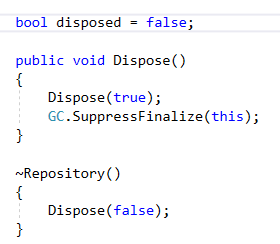 bool disposed = false;
public void Dispose()
{
    Dispose(true);
    GC.SuppressFinalize(this);
}
~Repository()
{
    Dispose(false);
}